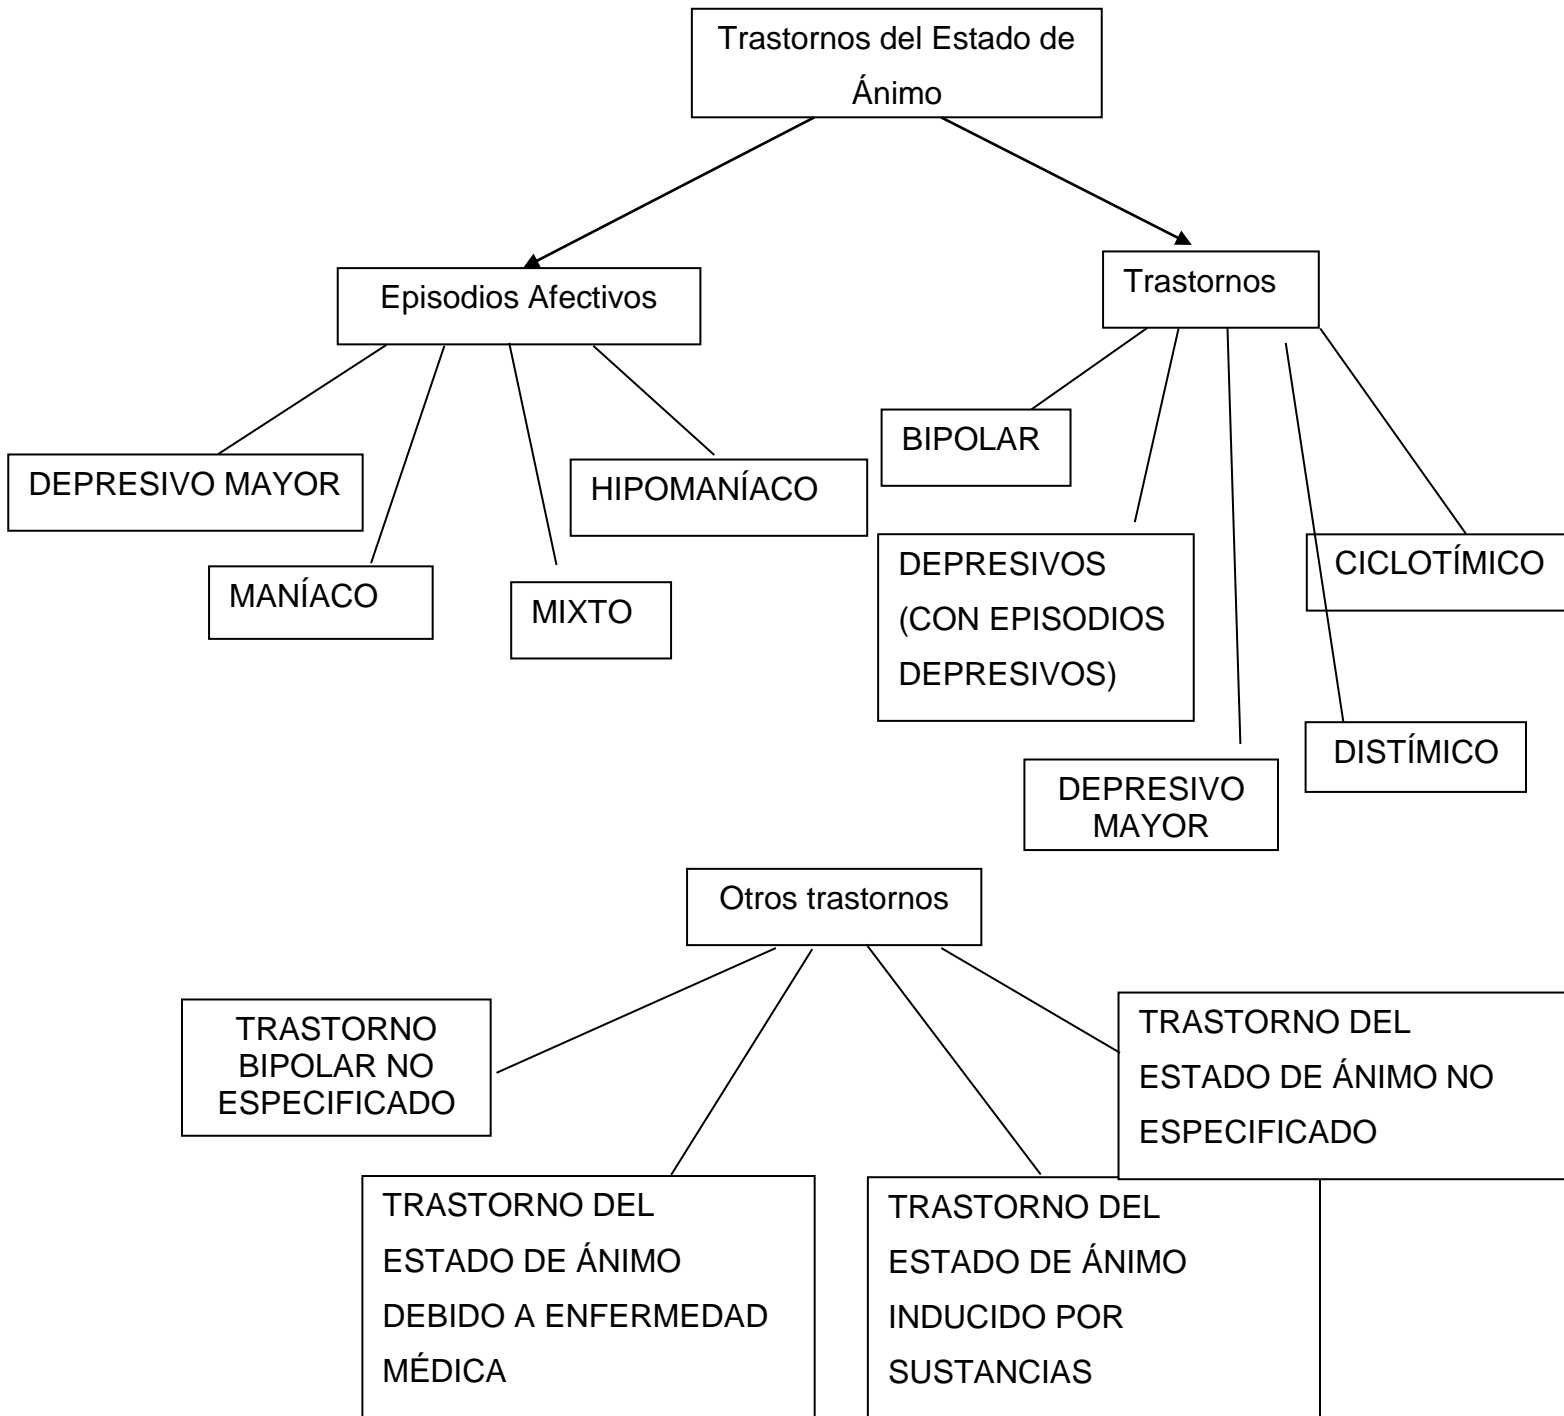 Trastornos del Estado de
Ánimo
Episodios Afectivos
Trastornos
DEPRESIVO MAYOR
MANÍACO
MIXTO
HIPOMANÍACO
BIPOLAR
DEPRESIVOS
(CON EPISODIOS
DEPRESIVOS)
DEPRESIVO
MAYOR
DISTÍMICO
CICLOTÍMICO
Otros trastornos
TRASTORNO
BIPOLAR NO
ESPECIFICADO
TRASTORNO DEL
ESTADO DE ÁNIMO
DEBIDO A ENFERMEDAD
MÉDICA
TRASTORNO DEL
ESTADO DE ÁNIMO
INDUCIDO POR
SUSTANCIAS
TRASTORNO DEL
ESTADO DE ÁNIMO NO
ESPECIFICADO